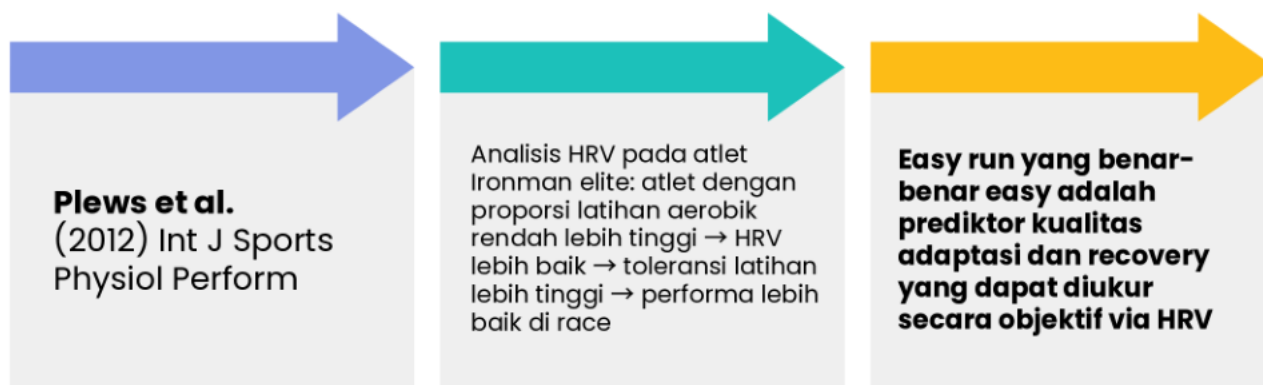 Plews et al.
(2012) Int J Sports
Physiol Perform
Analisis HRV pada atlet
Ironman elite: atlet dengan
proporsi latihan aerobik
rendah lebih tinggi → HRV
lebih baik → toleransi latihan
lebih tinggi → performa lebih
baik di race
Easy run yang benar-
benar easy adalah
prediktor kualitas
adaptasi dan recovery
yang dapat diukur
secara objektif via HRV